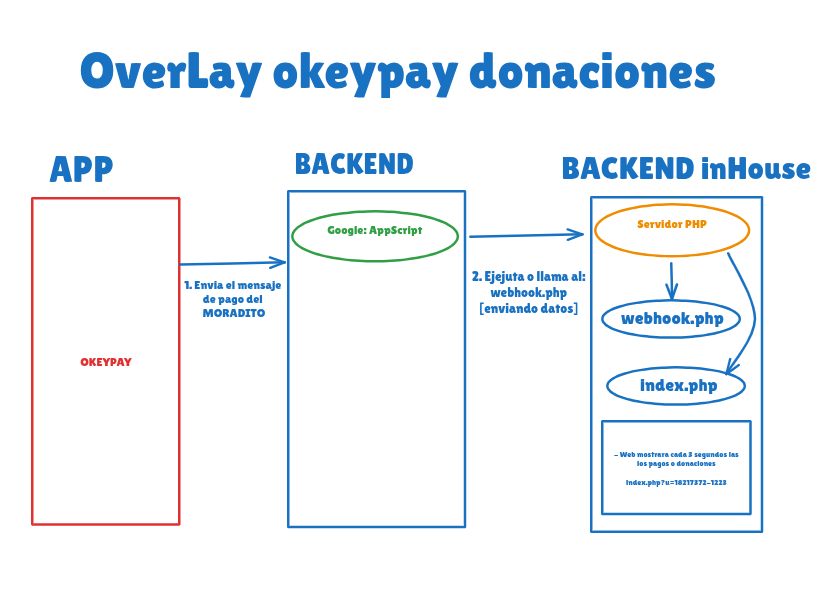 OverLay okeypay donaciones
APP
BACKEND
BACKEND inHouse
Google: AppScript
Servidor PHP
1. Envia el mensaje
de pago del
MORADITO
2. Ejejuta o llama al:
webhook.php
[enviando datos]
webhook.php
OKEYPAY
index.php
- Web mostrara cada 3 segundos las
los pagos o donaciones
index.php?u=18217372-1223